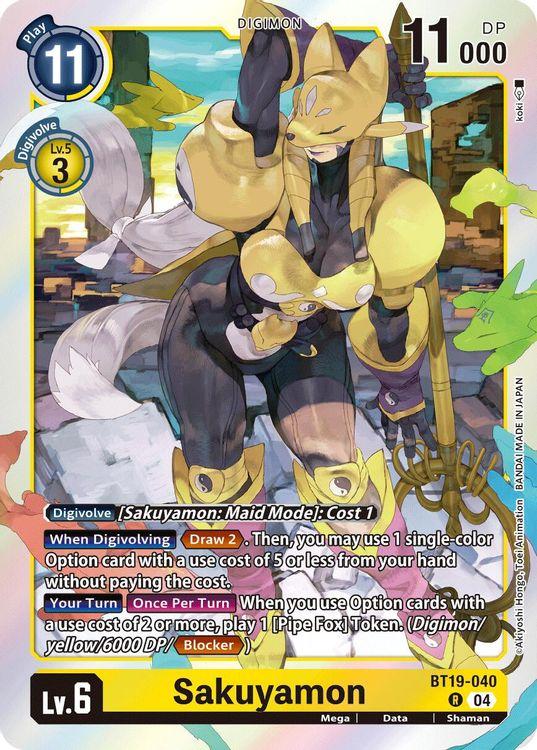 DIGIMON
Play
11
DP
11000
koki
Digivolve
Lv.5
3
Digivolve [Sakuyamon: Maid Mode]: Cost 1
When Digivolving Draw 2 . Then, you may use 1 single-color
Option card with a use cost of 5 or less from your hand
without paying the cost.
Your Turn Once Per Turn When you use Option cards with
a use cost of 2 or more, play 1 [Pipe Fox] Token. (Digimon/
yellow/6000 DP/ Blocker )
©Akiyoshi Hongo, Toei Animation BANDAI MADE IN JAPAN
Lv.6
Sakuyamon
BT19-040
R 04
Mega Data Shaman